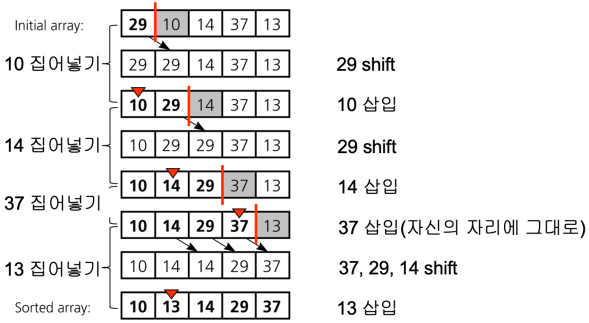 Initial array: 29 10 14 37 13
10 집어넣기 29 29 14 37 13 29 shift
10 29 14 37 13 10 삽입
14 집어넣기 10 29 29 37 13 29 shift
10 14 29 37 13 14 삽입
37 집어넣기
10 14 29 37 13 37 삽입(자신의 자리에 그대로)
13 집어넣기 10 14 14 29 37 37, 29, 14 shift
Sorted array: 10 13 14 29 37 13 삽입